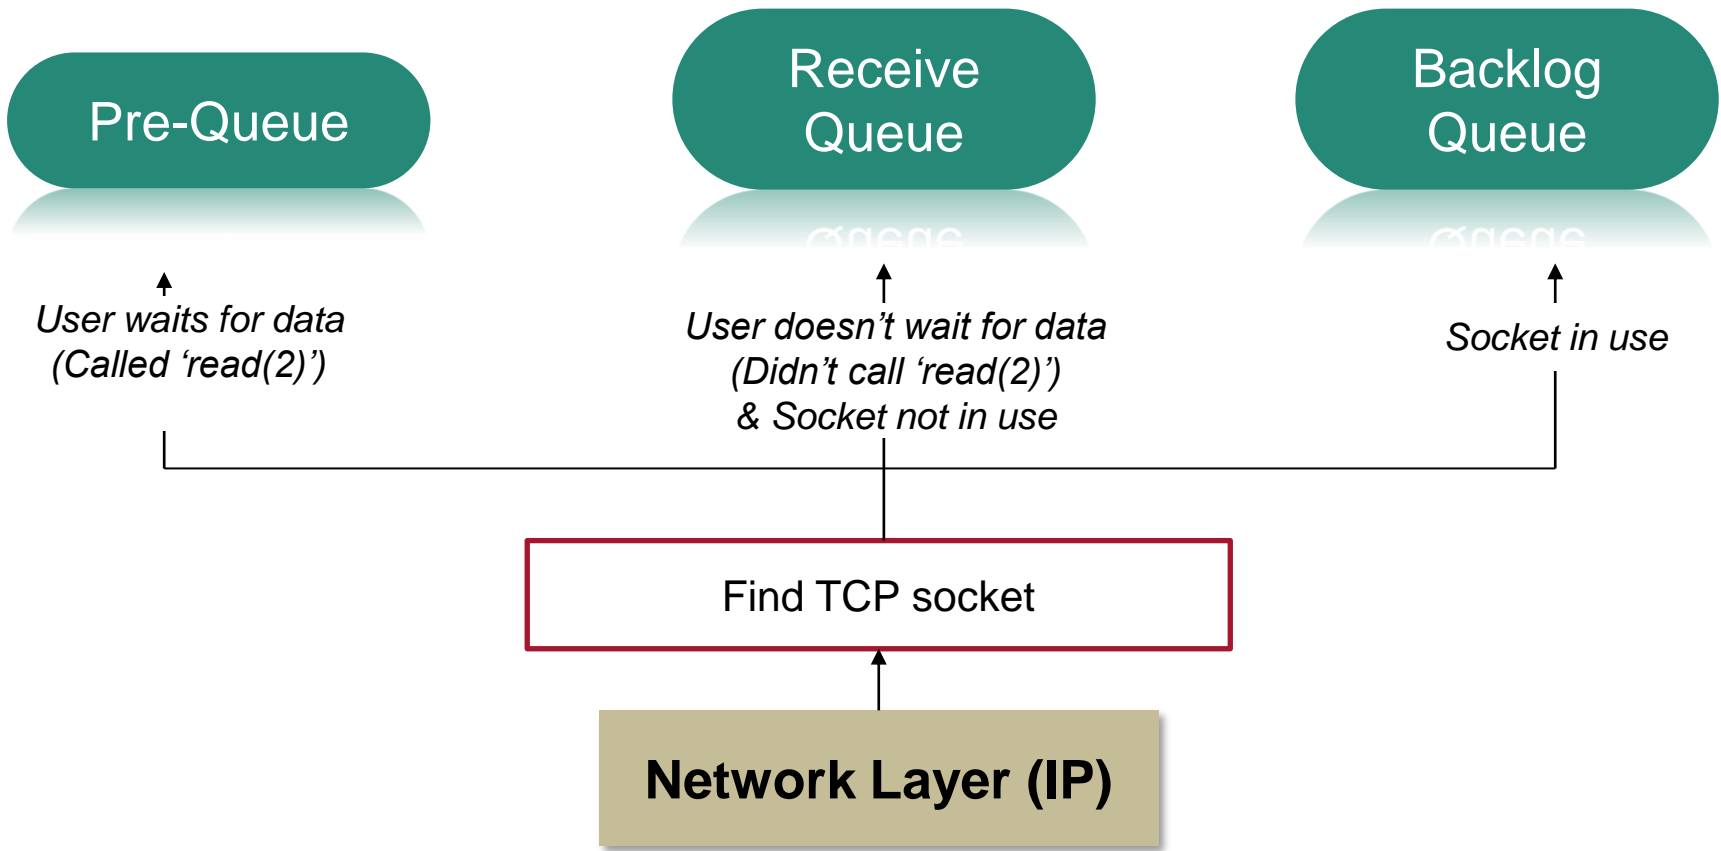 Pre-Queue
Receive
Queue
Backlog
Queue
User waits for data
(Called ‘read(2)’)
User doesn’t wait for data
(Didn’t call ‘read(2)’)
& Socket not in use
Socket in use
Find TCP socket
Network Layer (IP)